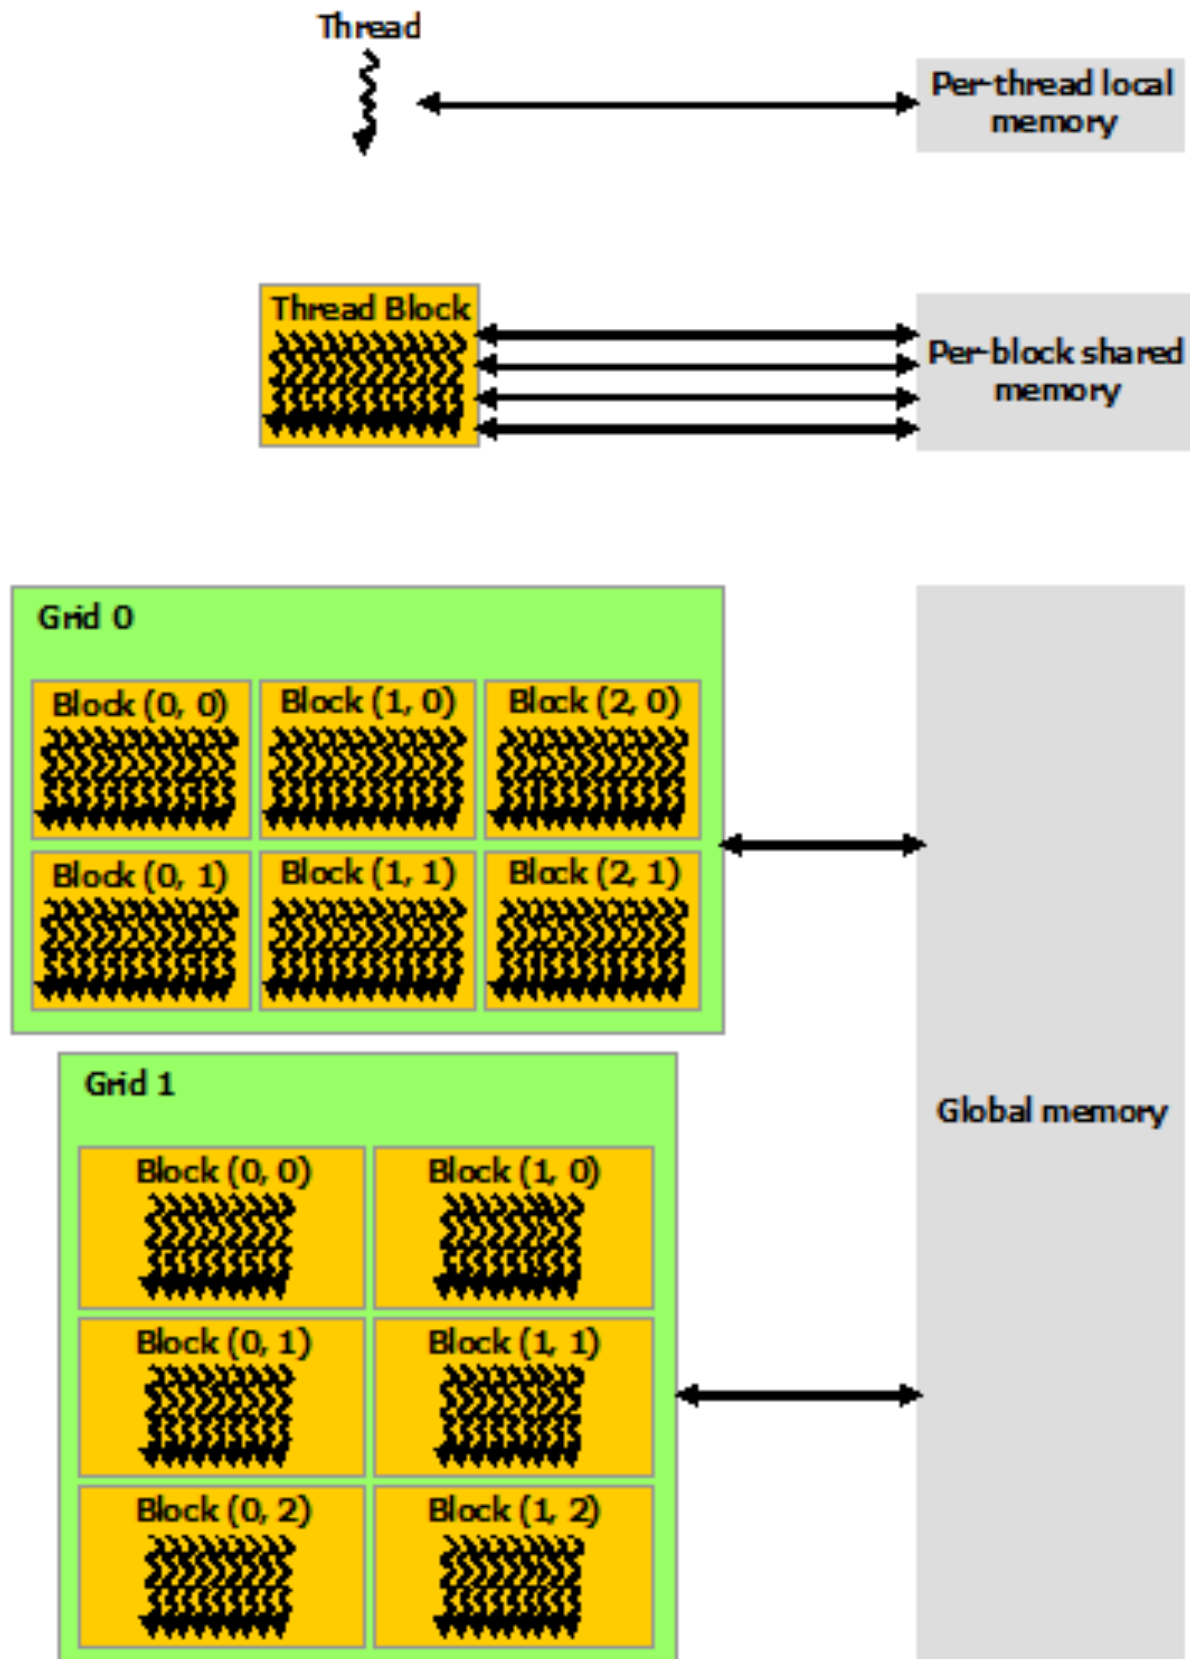 Thread
Per-thread local
memory
Thread Block
Per-block shared
memory
Grid 0
Block (0, 0)
Block (1, 0)
Block (2, 0)
Block (0, 1)
Block (1, 1)
Block (2, 1)
Grid 1
Global memory
Block (0, 0)
Block (1, 0)
Block (0, 1)
Block (1, 1)
Block (0, 2)
Block (1, 2)